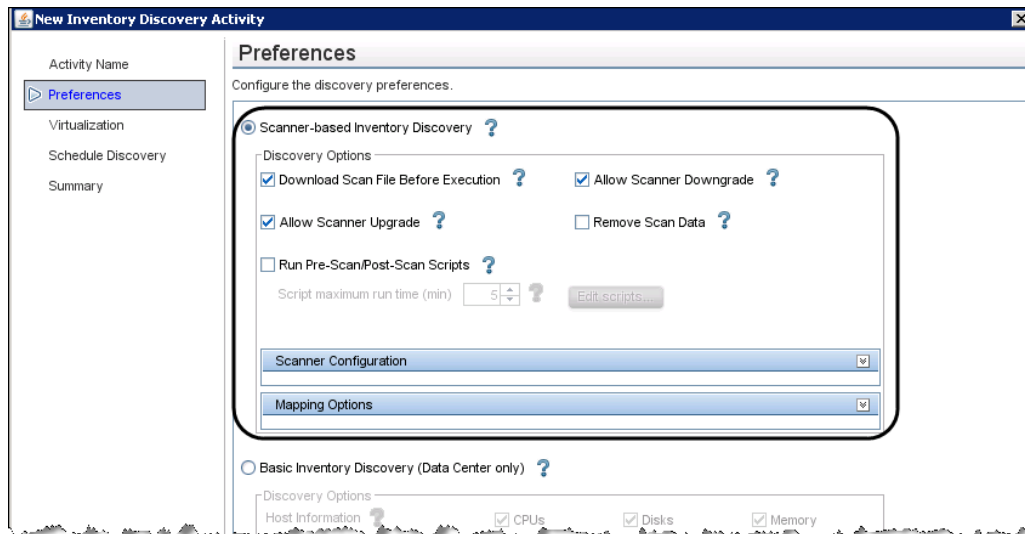 New Inventory Discovery Activity
Activity Name
Preferences
Virtualization
Schedule Discovery
Summary
Preferences
Configure the discovery preferences.
Scanner-based Inventory Discovery ?
Discovery Options
Download Scan File Before Execution ? Allow Scanner Downgrade ?
Allow Scanner Upgrade ? Remove Scan Data ?
Run Pre-Scan/Post-Scan Scripts ?
Script maximum run time (min) 5 ? Edit scripts...
Scanner Configuration
Mapping Options
Basic Inventory Discovery (Data Center only) ?
Discovery Options
Host Information ? CPUs Disks Memory